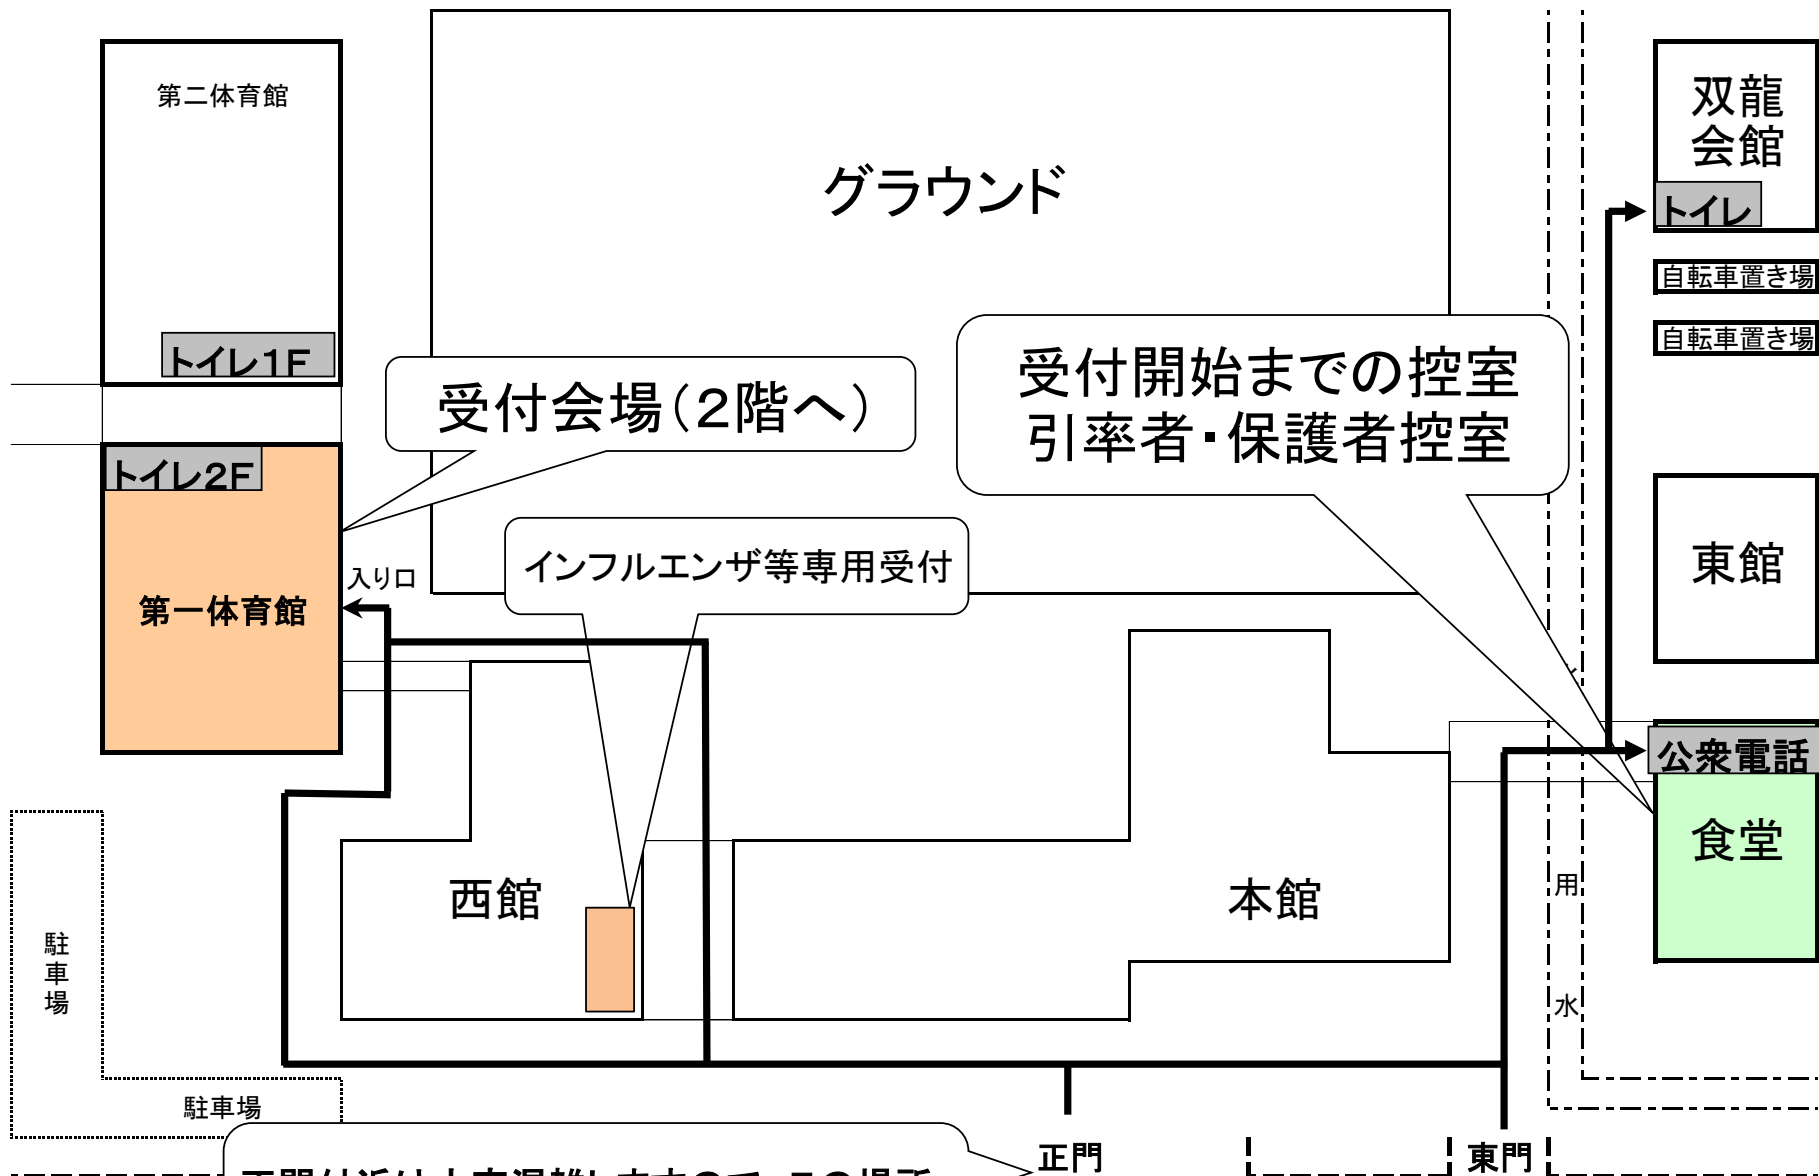 第二体育館
グラウンド
双龍
会館
トイレ
自転車置き場
自転車置き場
トイレ1F
受付会場(2階へ)
受付開始までの控室
引率者・保護者控室
トイレ2F
インフルエンザ等専用受付
入り口
第一体育館
東館
公衆電話
食堂
西館
本館
用
水
駐
車
場
駐車場
正門
東門